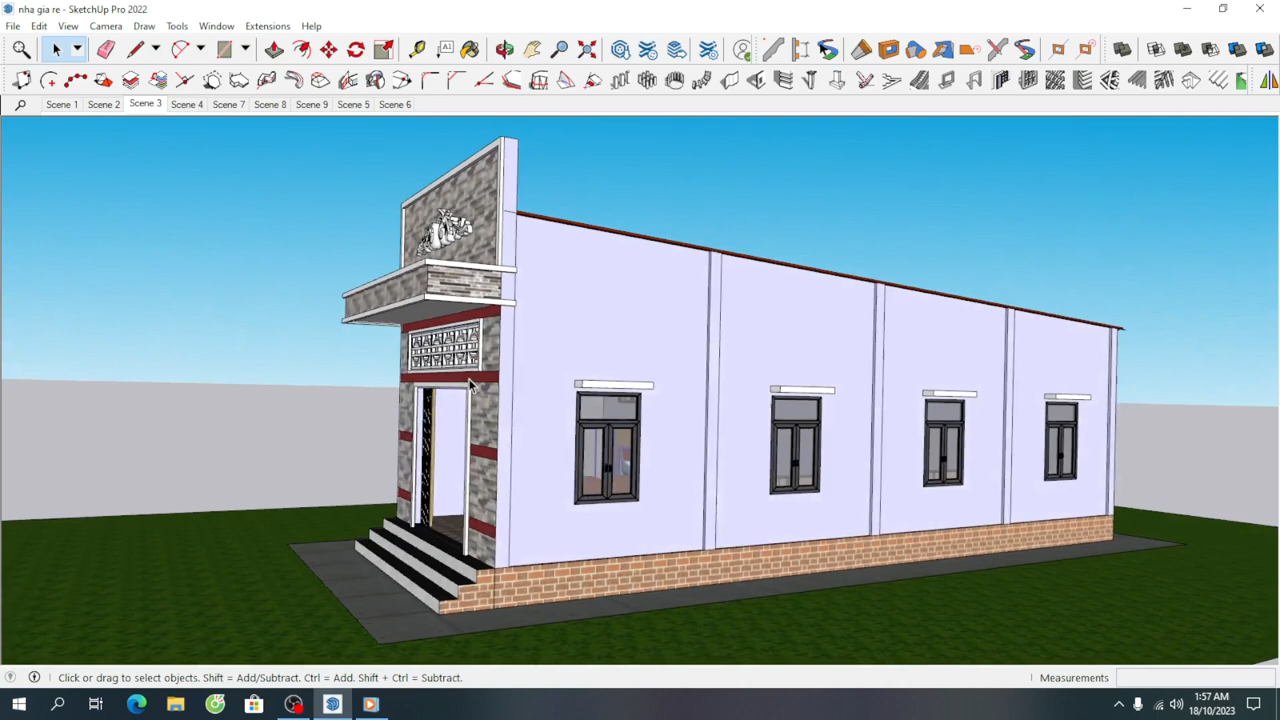 nha gia re - SketchUp Pro 2022
File Edit View Camera Draw Tools Window Extensions Help
Scene 1 Scene 2 Scene 3 Scene 4 Scene 7 Scene 8 Scene 9 Scene 5 Scene 6
Click or drag to select objects. Shift = Add/Subtract. Ctrl = Add. Shift + Ctrl = Subtract. Measurements
1:57 AM
18/10/2023